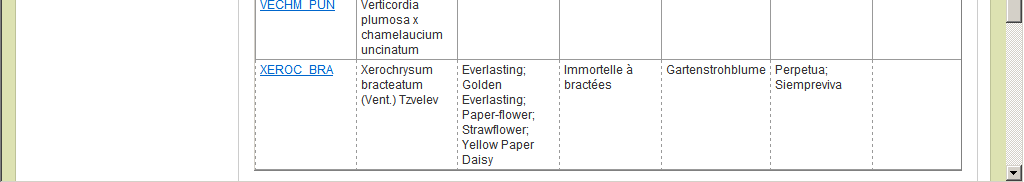 VECHM_PUN
Verticordia
plumosa x
chamelaucium
uncinatum
XEROC_BRA
Xerochrysum
bracteatum
(Vent.) Tzvelev
Everlasting;
Golden
Everlasting;
Paper-flower;
Strawflower;
Yellow Paper
Daisy
Immortelle à
bractées
Gartenstrohblume
Perpetua;
Siempreviva